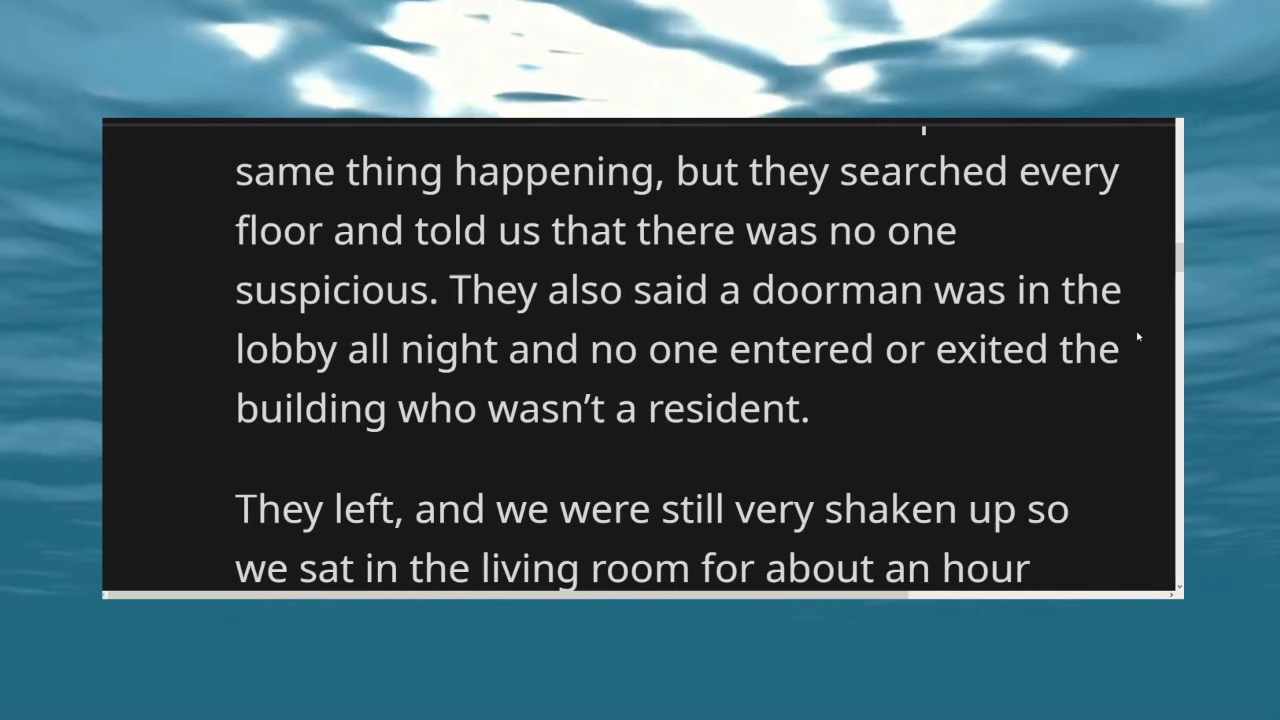 same thing happening, but they searched every
floor and told us that there was no one
suspicious. They also said a doorman was in the
lobby all night and no one entered or exited the
building who wasn’t a resident.
They left, and we were still very shaken up so
we sat in the living room for about an hour